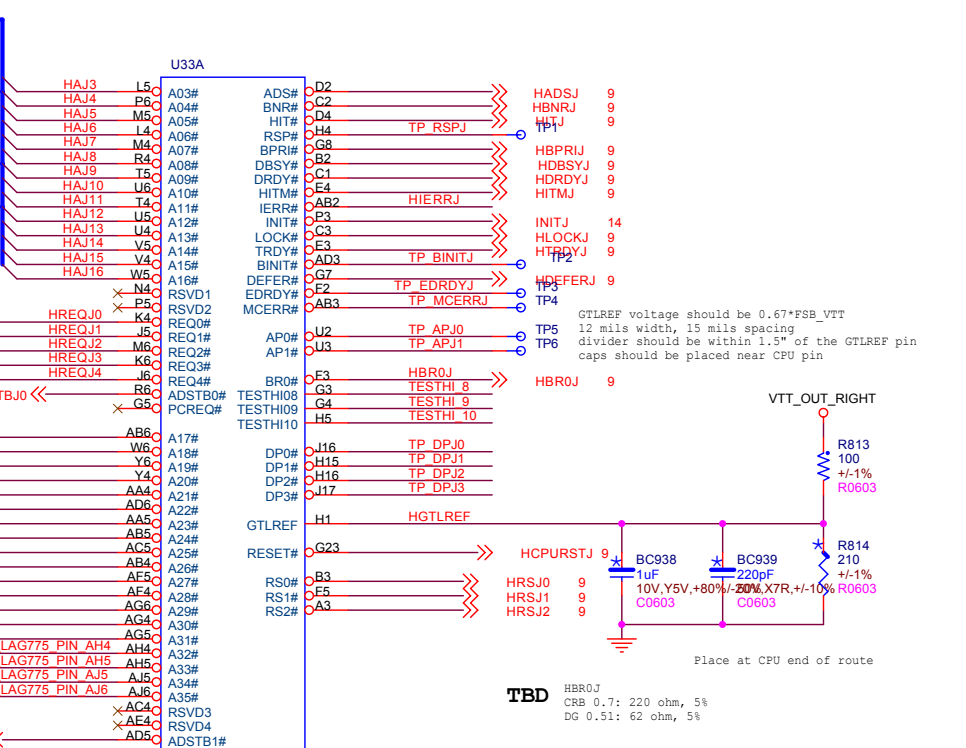 U33A
HAJ3 L5 A03# ADS# D2 HADSJ 9
HAJ4 P6 A04# BNR# C2 HBNRJ 9
HAJ5 M5 A05# HIT# D4 HITJ 9
HAJ6 L4 A06# RSP# H4 TP_RSPJ TP1
HAJ7 M4 A07# BPRI# G8 HBPRIJ 9
HAJ8 R4 A08# DBSY# B2 HDBSYJ 9
HAJ9 T5 A09# DRDY# C1 HDRDYJ 9
HAJ10 U6 A10# HITM# E4 HITMJ 9
HAJ11 T4 A11# IERR# AB2 HIERRJ
HAJ12 U5 A12# INIT# P3 INITJ 14
HAJ13 U4 A13# LOCK# C3 HLOCKJ 9
HAJ14 V5 A14# TRDY# E3 HTRDYJ 9
HAJ15 V4 A15# BINIT# AD3 TP_BINITJ TP2
HAJ16 W5 A16# DEFER# G7 HDEFERJ 9
N4 RSVD1 EDRDY# F2 TP_EDRDYJ TP3
P5 RSVD2 MCERR# AB3 TP_MCERRJ TP4
HREQJ0 K4 REQ0#
HREQJ1 J5 REQ1# AP0# U2 TP_APJ0 TP5
HREQJ2 M6 REQ2# AP1# U3 TP_APJ1 TP6
HREQJ3 K6 REQ3#
HREQJ4 J6 REQ4# BR0# F3 HBR0J HBR0J 9
TBJ0 R6 ADSTB0# TESTHI08 G3 TESTHI_8
G5 PCREQ# TESTHI09 G4 TESTHI_9
TESTHI10 H5 TESTHI_10
AB6 A17#
W6 A18# DP0# J16 TP_DPJ0
Y6 A19# DP1# H15 TP_DPJ1
Y4 A20# DP2# H16 TP_DPJ2
AA4 A21# DP3# J17 TP_DPJ3
AD6 A22#
AA5 A23# GTLREF H1 HGTLREF
AB5 A24#
AC5 A25# RESET# G23 HCPURSTJ 9
AB4 A26#
AF5 A27# RS0# B3 HRSJ0 9
AF4 A28# RS1# F5 HRSJ1 9
AG6 A29# RS2# A3 HRSJ2 9
AG4 A30#
AG5 A31#
LAG775_PIN_AH4 AH4 A32#
LAG775_PIN_AH5 AH5 A33#
LAG775_PIN_AJ5 AJ5 A34#
LAG775_PIN_AJ6 AJ6 A35#
AC4 RSVD3
AE4 RSVD4
AD5 ADSTB1#
GTLREF voltage should be 0.67*FSB_VTT
12 mils width, 15 mils spacing
divider should be within 1.5" of the GTLREF pin
caps should be placed near CPU pin
VTT_OUT_RIGHT
R813
100
+/-1%
R0603
BC938
1uF
10V,Y5V,+80%/-20%
C0603
BC939
220pF
X7R,+/-10%
C0603
R814
210
+/-1%
R0603
Place at CPU end of route
TBD
HBR0J
CRB 0.7: 220 ohm, 5%
DG 0.51: 62 ohm, 5%